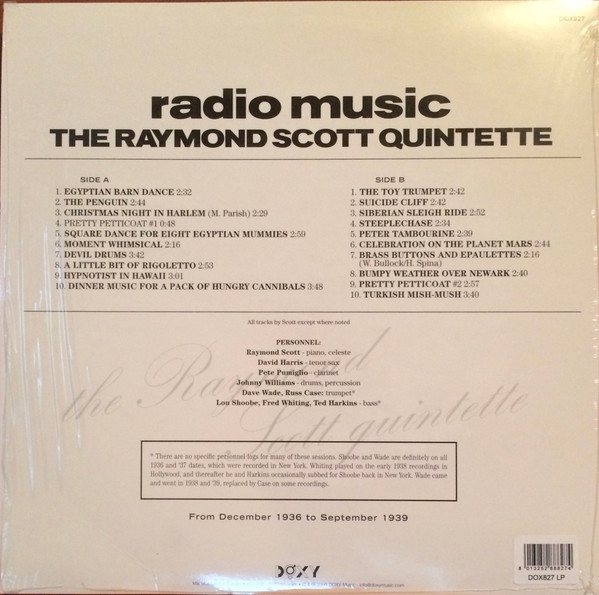 DOX827
radio music
THE RAYMOND SCOTT QUINTETTE
SIDE A
1. EGYPTIAN BARN DANCE 2:32
2. THE PENGUIN 2:44
3. CHRISTMAS NIGHT IN HARLEM (M. Parish) 2:29
4. PRETTY PETTICOAT #1 0:48
5. SQUARE DANCE FOR EIGHT EGYPTIAN MUMMIES 2:59
6. MOMENT WHIMSICAL 2:16
7. DEVIL DRUMS 3:42
8. A LITTLE BIT OF RIGOLETTO 2:53
9. HYPNOTIST IN HAWAII 3:01
10. DINNER MUSIC FOR A PACK OF HUNGRY CANNIBALS 3:48
SIDE B
1. THE TOY TRUMPET 2:42
2. SUICIDE CLIFF 2:42
3. SIBERIAN SLEIGH RIDE 2:52
4. STEEPLECHASE 2:34
5. PETER TAMBOURINE 2:39
6. CELEBRATION ON THE PLANET MARS 2:44
7. BRASS BUTTONS AND EPAULETTES 2:16
(W. Bullock/H. Spina)
8. BUMPY WEATHER OVER NEWARK 2:40
9. PRETTY PETTICOAT #2 2:57
10. TURKISH MISH-MUSH 3:40
All tracks by Scott except where noted
PERSONNEL:
Raymond Scott - piano, celeste
David Harris - tenor sax
Pete Pumiglio - clarinet
Johnny Williams - drums, percussion
Dave Wade, Russ Case: trumpet*
Lou Shoobe, Fred Whiting, Ted Harkins - bass*
the Raymond
Scott quintette
* There are no specific personnel logs for many of these sessions. Shoobe and Wade are definitely on all
1936 and '37 dates, which were recorded in New York. Whiting played on the early 1938 recordings in
Hollywood, and thereafter he and Harkins occasionally subbed for Shoobe back in New York. Wade came
and went in 1938 and '39, replaced by Case on some recordings.
From December 1936 to September 1939
DOXY
8 013252 888274
DOX827 LP